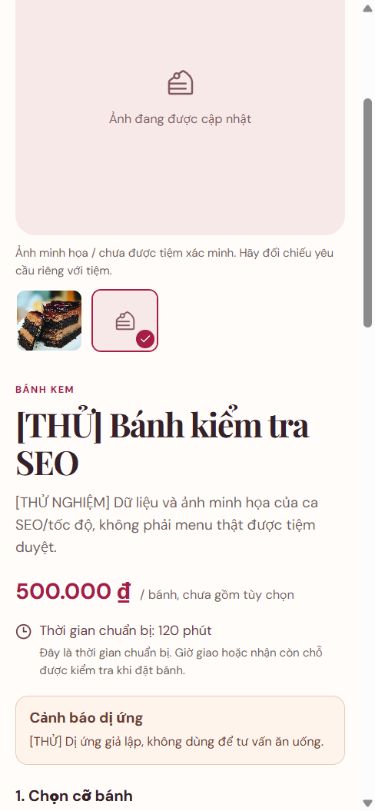 Ảnh đang được cập nhật
Ảnh minh họa / chưa được tiệm xác minh. Hãy đối chiếu yêu
cầu riêng với tiệm.
BÁNH KEM
[THỬ] Bánh kiểm tra
SEO
[THỬ NGHIỆM] Dữ liệu và ảnh minh họa của ca
SEO/tốc độ, không phải menu thật được tiệm
duyệt.
500.000 ₫ / bánh, chưa gồm tùy chọn
Thời gian chuẩn bị: 120 phút
Đây là thời gian chuẩn bị. Giờ giao hoặc nhận còn chỗ
được kiểm tra khi đặt bánh.
Cảnh báo dị ứng
[THỬ] Dị ứng giả lập, không dùng để tư vấn ăn uống.
1. Chọn cỡ bánh